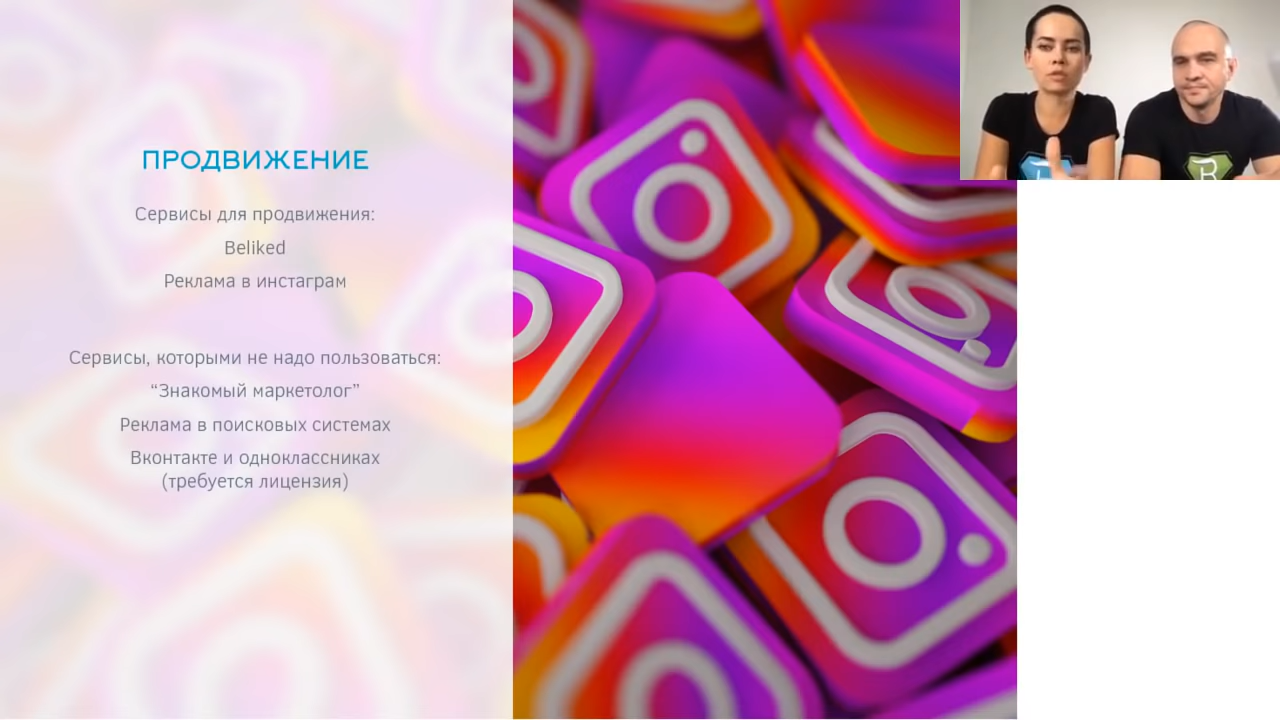 ПРОДВИЖЕНИЕ
Сервисы для продвижения:
Beliked
Реклама в инстаграм
Сервисы, которыми не надо пользоваться:
“Знакомый маркетолог”
Реклама в поисковых системах
Вконтакте и одноклассниках
(требуется лицензия)